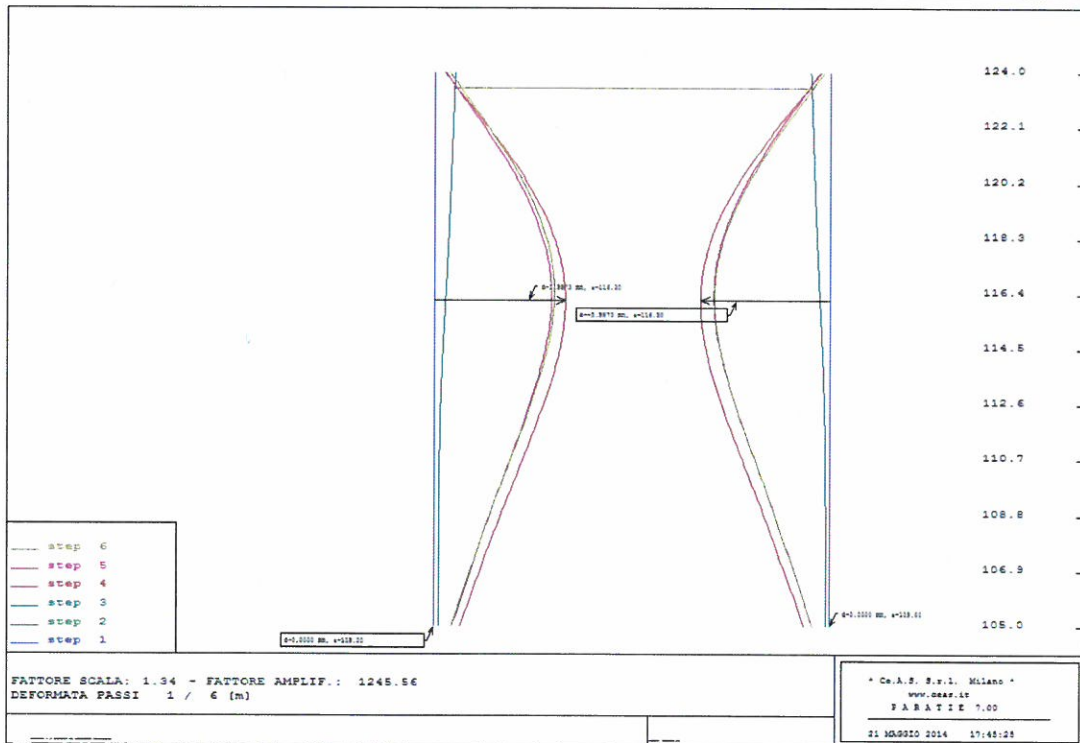 124.0
122.1
120.2
118.3
116.4
114.5
112.6
110.7
108.8
106.9
105.0
step 6
step 5
step 4
step 3
step 2
step 1
FATTORE SCALA: 1.34 - FATTORE AMPLIF.: 1245.56
DEFORMATA PASSI 1 / 6 [m]
* Ce.A.S. S.r.l. Milano *
www.ceas.it
P A R A T I E 7.00
21 MAGGIO 2014 17:45:25